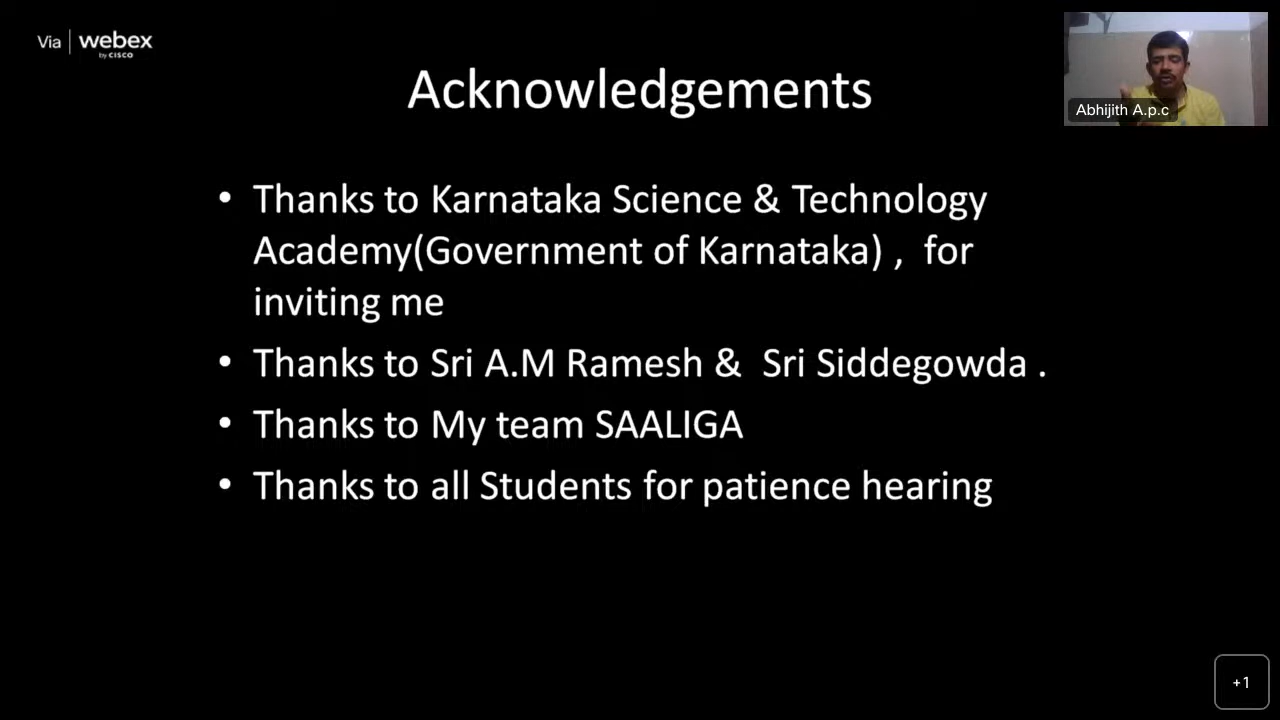 Via webex
by CISCO
Acknowledgements
Abhijith A.p.c
• Thanks to Karnataka Science & Technology
Academy(Government of Karnataka) , for
inviting me
• Thanks to Sri A.M Ramesh & Sri Siddegowda .
• Thanks to My team SAALIGA
• Thanks to all Students for patience hearing
+1